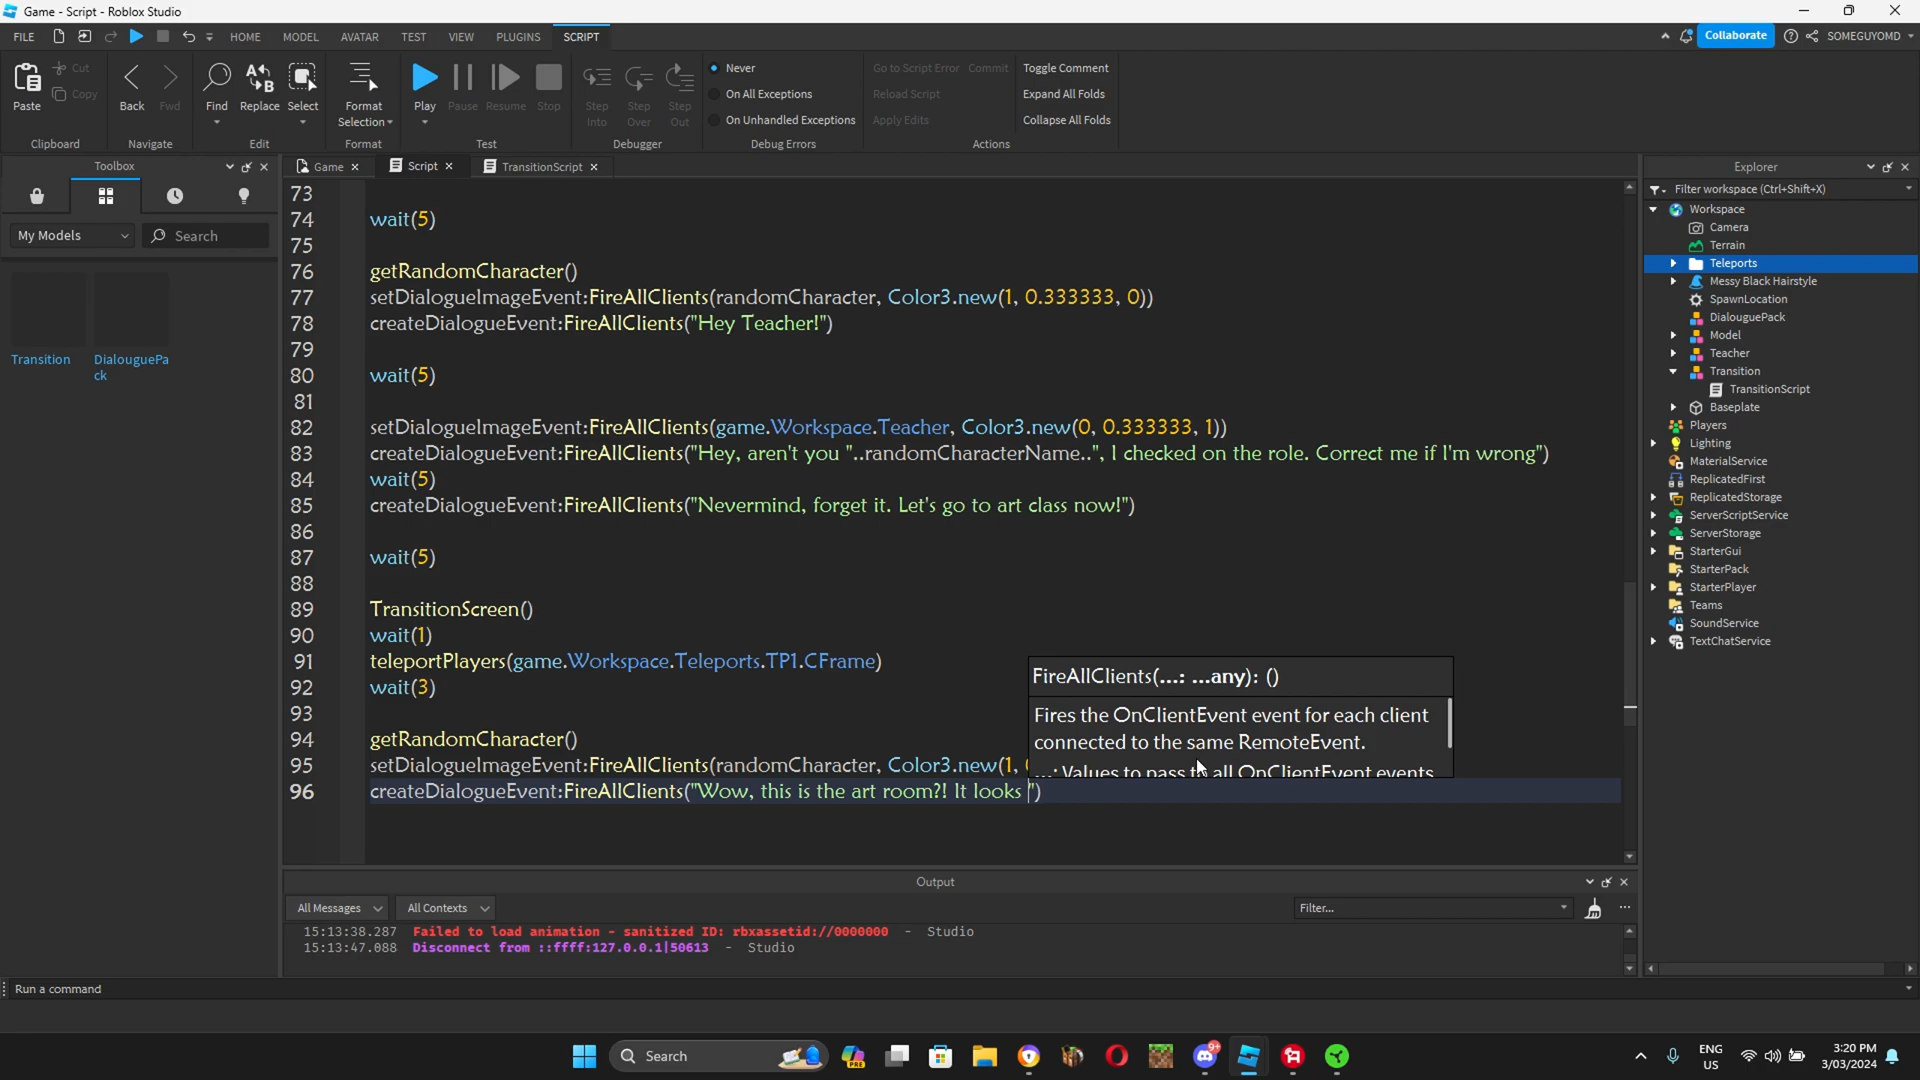 Game - Script - Roblox Studio
FILE HOME MODEL AVATAR TEST VIEW PLUGINS SCRIPT Collaborate SOMEGUYOMD
Paste Cut Copy Back Fwd Find Replace Select Format Selection Play Pause Resume Stop Step Into Step Over Step Out
Never Go to Script Error Commit Toggle Comment
On All Exceptions Reload Script Expand All Folds
On Unhandled Exceptions Apply Edits Collapse All Folds
Clipboard Navigate Edit Format Test Debugger Debug Errors Actions
Toolbox
My Models Search
Transition DialouguePa
ck
Game Script TransitionScript
73
74 wait(5)
75
76 getRandomCharacter()
77 setDialogueImageEvent:FireAllClients(randomCharacter, Color3.new(1, 0.333333, 0))
78 createDialogueEvent:FireAllClients("Hey Teacher!")
79
80 wait(5)
81
82 setDialogueImageEvent:FireAllClients(game.Workspace.Teacher, Color3.new(0, 0.333333, 1))
83 createDialogueEvent:FireAllClients("Hey, aren't you "..randomCharacterName..", I checked on the role. Correct me if I'm wrong")
84 wait(5)
85 createDialogueEvent:FireAllClients("Nevermind, forget it. Let's go to art class now!")
86
87 wait(5)
88
89 TransitionScreen()
90 wait(1)
91 teleportPlayers(game.Workspace.Teleports.TP1.CFrame)
92 wait(3)
93
94 getRandomCharacter()
95 setDialogueImageEvent:FireAllClients(randomCharacter, Color3.new(1,
96 createDialogueEvent:FireAllClients("Wow, this is the art room?! It looks ")
FireAllClients(...: ...any): ()
Fires the OnClientEvent event for each client
connected to the same RemoteEvent.
...: Values to pass to all OnClientEvent events
Explorer
Filter workspace (Ctrl+Shift+X)
Workspace
Camera
Terrain
Teleports
Messy Black Hairstyle
SpawnLocation
DialouguePack
Model
Teacher
Transition
TransitionScript
Baseplate
Players
Lighting
MaterialService
ReplicatedFirst
ReplicatedStorage
ServerScriptService
ServerStorage
StarterGui
StarterPack
StarterPlayer
Teams
SoundService
TextChatService
Output
All Messages All Contexts Filter...
15:13:38.287 Failed to load animation - sanitized ID: rbxassetid://0000000 - Studio
15:13:47.088 Disconnect from ::ffff:127.0.0.1|50613 - Studio
Run a command
Search PRE 9+ ENG
US 3:20 PM
3/03/2024